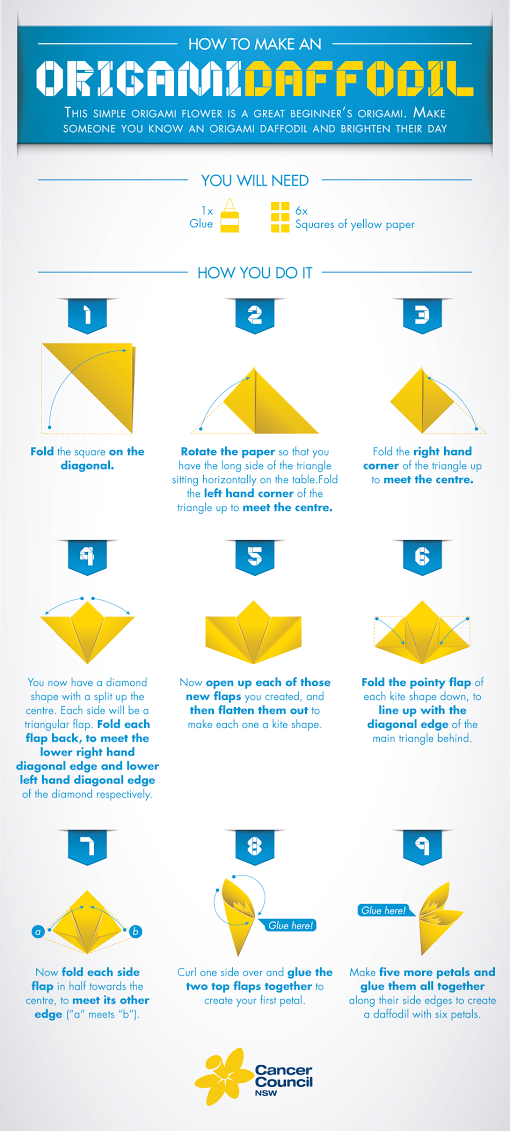 HOW TO MAKE AN
ORIGAMIDAFFODIL
THIS SIMPLE ORIGAMI FLOWER IS A GREAT BEGINNER'S ORIGAMI. MAKE
SOMEONE YOU KNOW AN ORIGAMI DAFFODIL AND BRIGHTEN THEIR DAY
YOU WILL NEED
1x
Glue
6x
Squares of yellow paper
HOW YOU DO IT
1
Fold the square on the
diagonal.
2
Rotate the paper so that you
have the long side of the triangle
sitting horizontally on the table.Fold
the left hand corner of the
triangle up to meet the centre.
3
Fold the right hand
corner of the triangle up
to meet the centre.
4
You now have a diamond
shape with a split up the
centre. Each side will be a
triangular flap. Fold each
flap back, to meet the
lower right hand
diagonal edge and lower
left hand diagonal edge
of the diamond respectively.
5
Now open up each of those
new flaps you created, and
then flatten them out to
make each one a kite shape.
6
Fold the pointy flap of
each kite shape down, to
line up with the
diagonal edge of the
main triangle behind.
7
a
b
Now fold each side
flap in half towards the
centre, to meet its other
edge ("a" meets "b").
8
Glue here!
Curl one side over and glue the
two top flaps together to
create your first petal.
9
Glue here!
Make five more petals and
glue them all together
along their side edges to create
a daffodil with six petals.
Cancer
Council
NSW